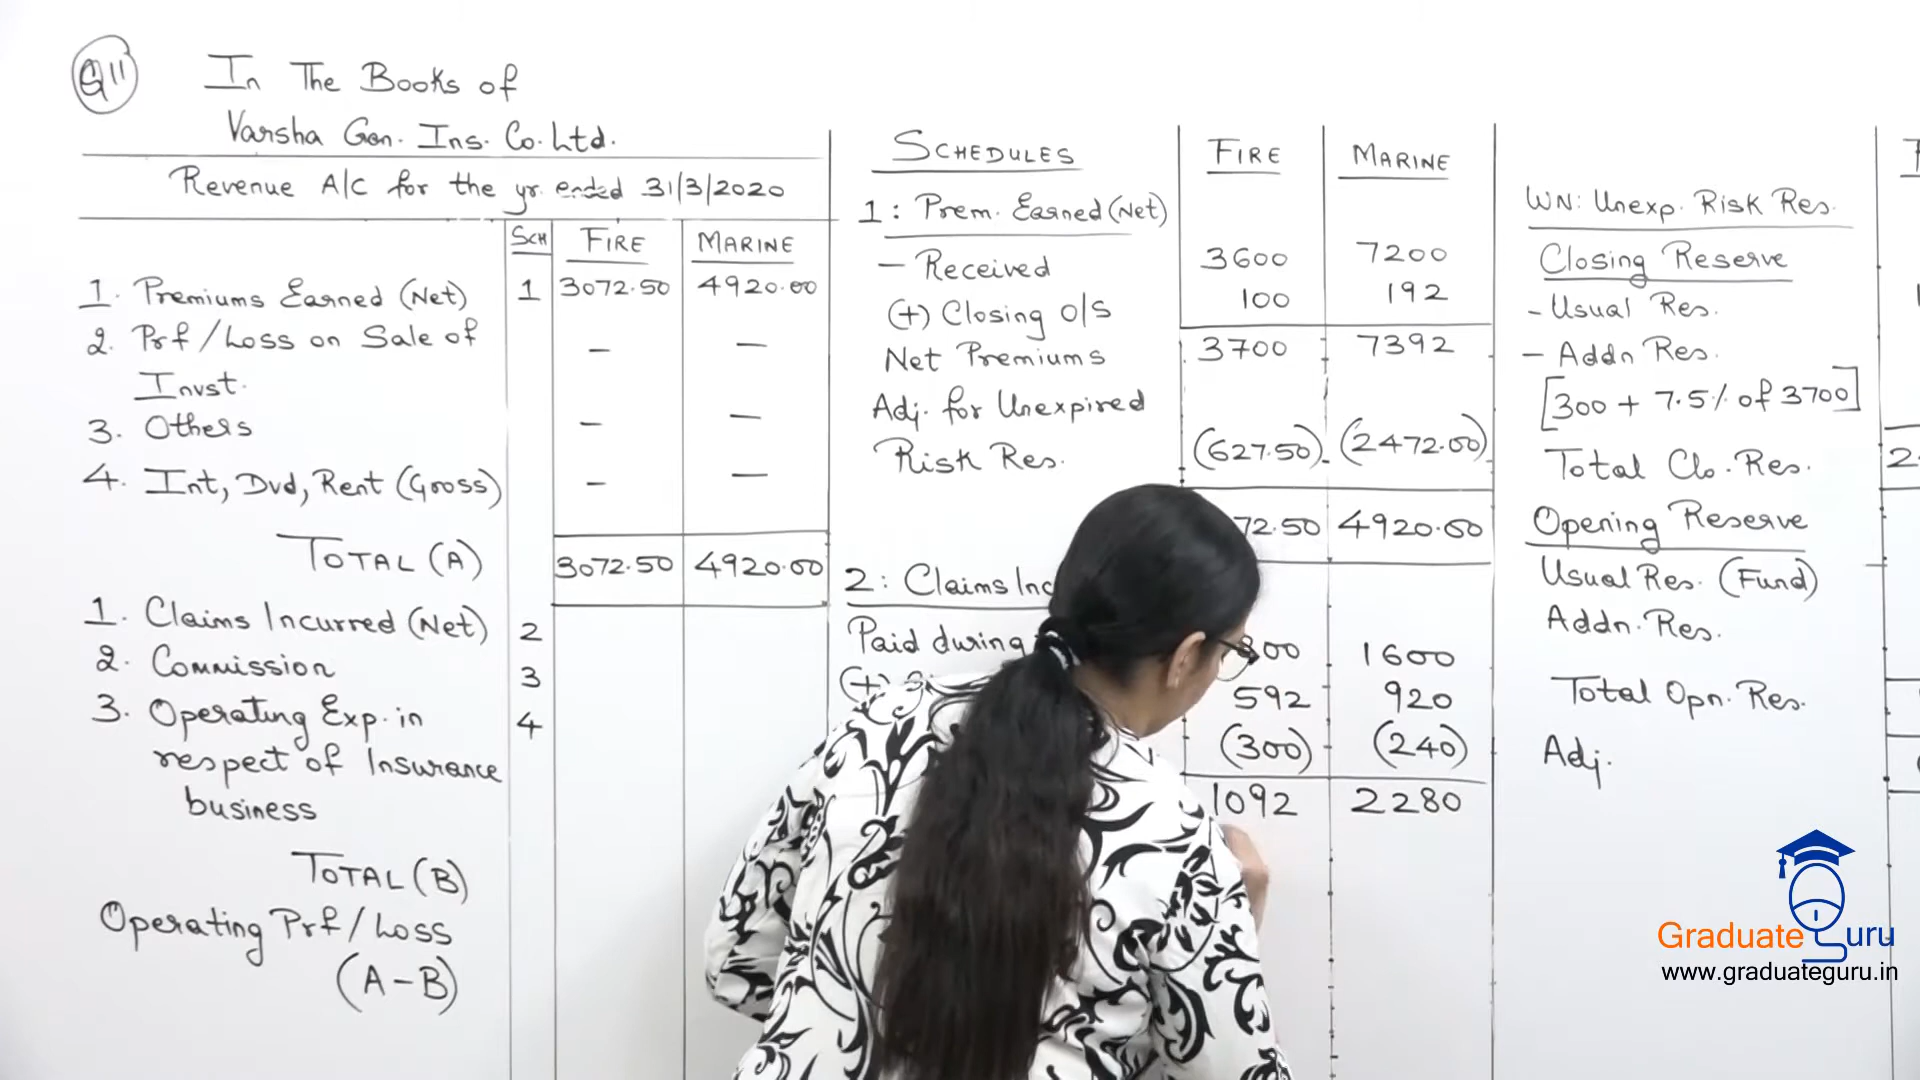 Q11
In The Books of
Varsha Gen. Ins. Co. Ltd.
Revenue A/C for the yr. ended 31/3/2020
SCH FIRE MARINE
1. Premiums Earned (Net) 1 3072.50 4920.00
2. Prf/Loss on Sale of
Invst. — —
3. Others — —
4. Int, Dvd, Rent (Gross) — —
TOTAL (A) 3072.50 4920.00
1. Claims Incurred (Net) 2
2. Commission 3
3. Operating Exp. in 4
respect of Insurance
business
TOTAL (B)
Operating Prf/Loss
(A-B)
SCHEDULES FIRE MARINE
1: Prem. Earned (Net)
- Received 3600 7200
(+) Closing O/S 100 192
Net Premiums 3700 7392
Adj. for Unexpired
Risk Res. (627.50) (2472.00)
72.50 4920.00
2: Claims Inc
Paid during 00 1600
(+) 592 920
(300) (240)
1092 2280
WN: Unexp. Risk Res.
Closing Reserve
- Usual Res.
- Addn Res.
[300 + 7.5% of 3700]
Total Clo. Res. 2
Opening Reserve
Usual Res. (Fund)
Addn. Res.
Total Opn. Res.
Adj.
Graduate Guru
www.graduateguru.in